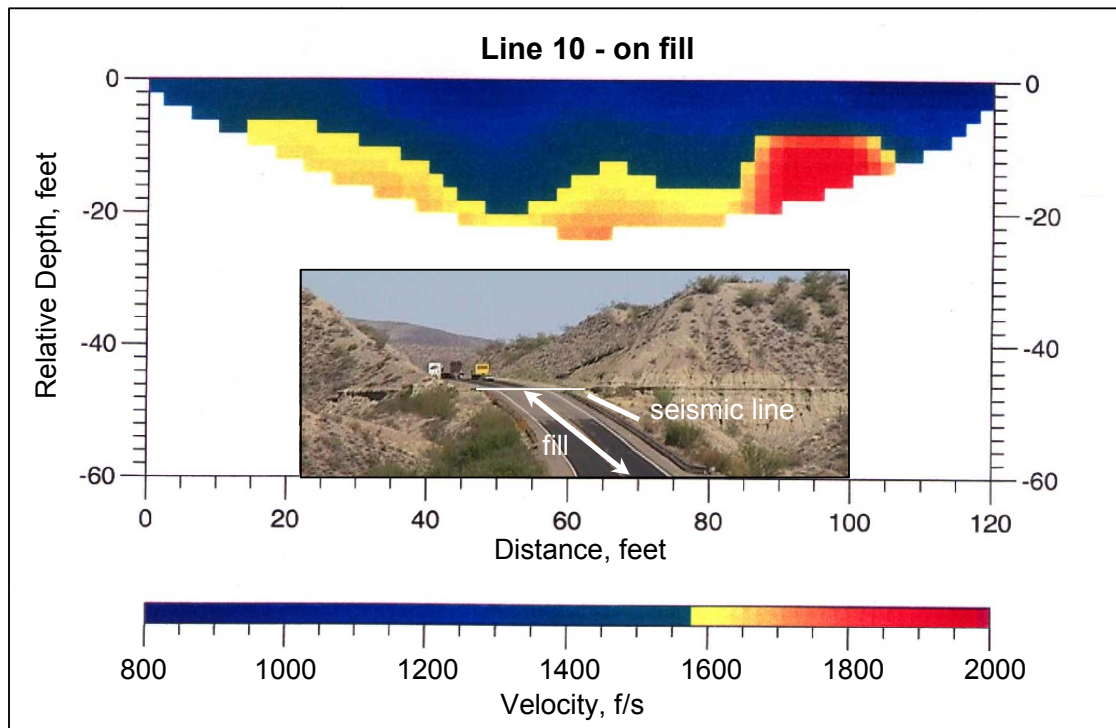 Line 10 - on fill
0
-20
-40
-60
Relative Depth, feet
0
-20
-40
-60
seismic line
fill
0 20 40 60 80 100 120
Distance, feet
800 1000 1200 1400 1600 1800 2000
Velocity, f/s